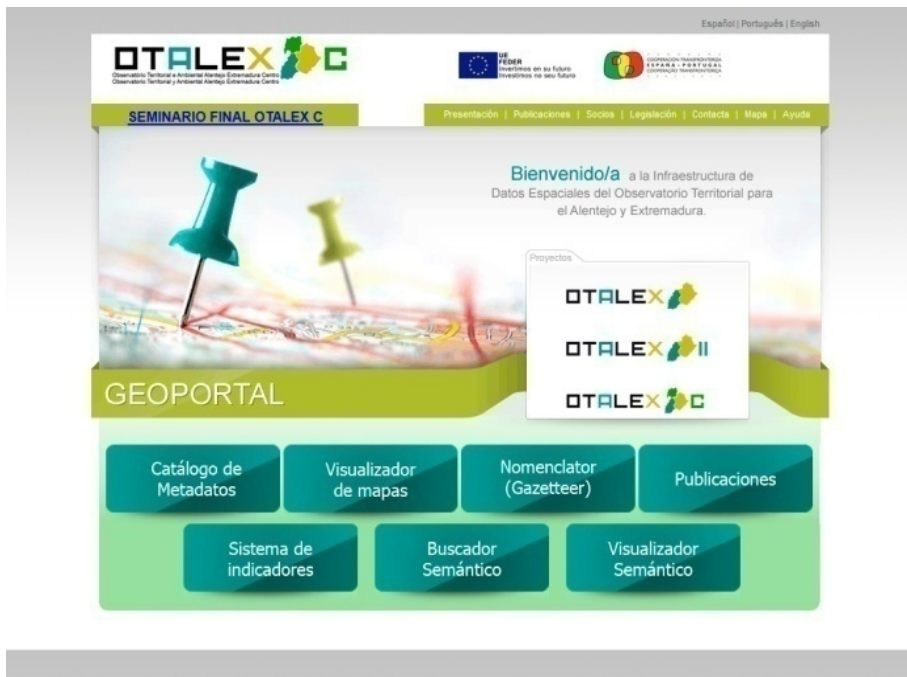 Español | Português | English
OTALEX C
Observatório Territorial e Ambiental Alentejo Extremadura Centro
Observatorio Territorial y Ambiental Alentejo Extremadura Centro
UE
FEDER
Invertimos en su futuro
Investimos no seu futuro
COOPERACIÓN TRANSFRONTERIZA
ESPAÑA - PORTUGAL
COOPERAÇÃO TRANSFRONTEIRIÇA
SEMINARIO FINAL OTALEX C
Presentación | Publicaciones | Socios | Legislación | Contacta | Mapa | Ayuda
Bienvenido/a a la Infraestructura de
Datos Espaciales del Observatorio Territorial para
el Alentejo y Extremadura.
Proyectos
OTALEX
OTALEX II
OTALEX C
GEOPORTAL
Catálogo de
Metadatos
Visualizador
de mapas
Nomenclator
(Gazetteer)
Publicaciones
Sistema de
indicadores
Buscador
Semántico
Visualizador
Semántico